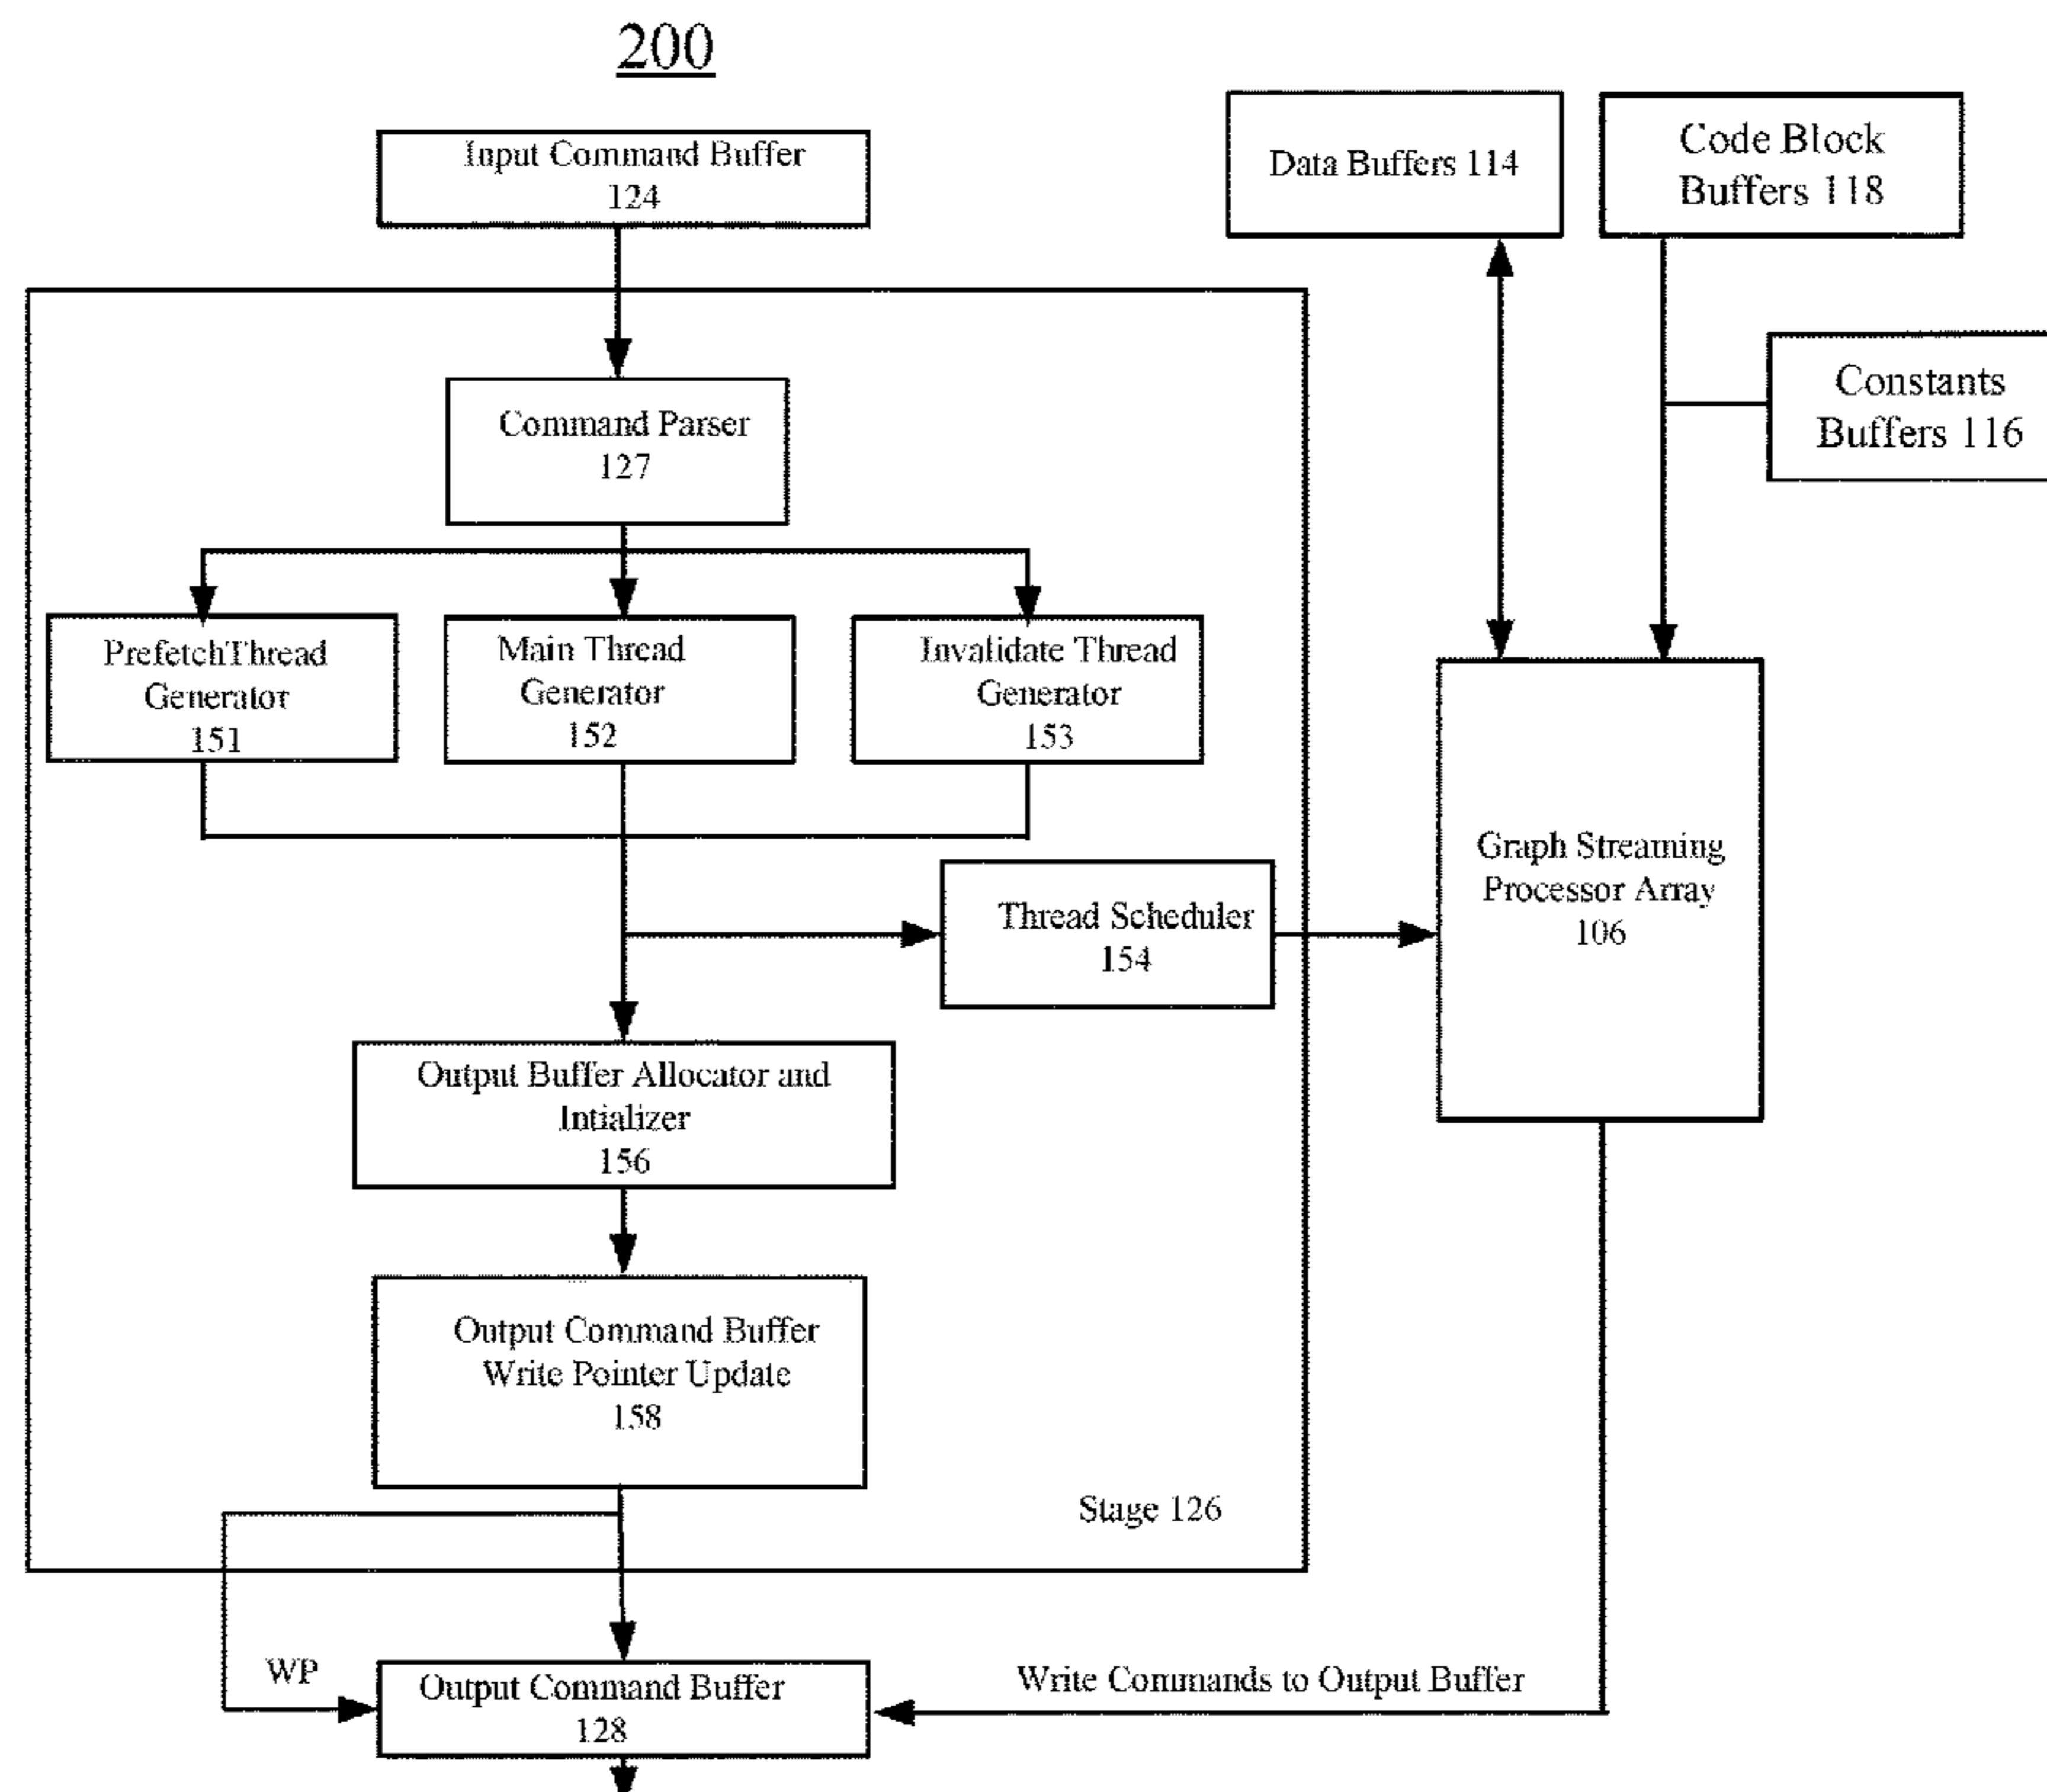 200
Input Command Buffer
124
Data Buffers 114
Code Block
Buffers 118
Constants
Buffers 116
Command Parser
127
PrefetchThread
Generator
151
Main Thread
Generator
152
Invalidate Thread
Generator
153
Thread Scheduler
154
Graph Streaming
Processor Array
106
Output Buffer Allocator and
Intializer
156
Output Command Buffer
Write Pointer Update
158
Stage 126
WP
Output Command Buffer
128
Write Commands to Output Buffer